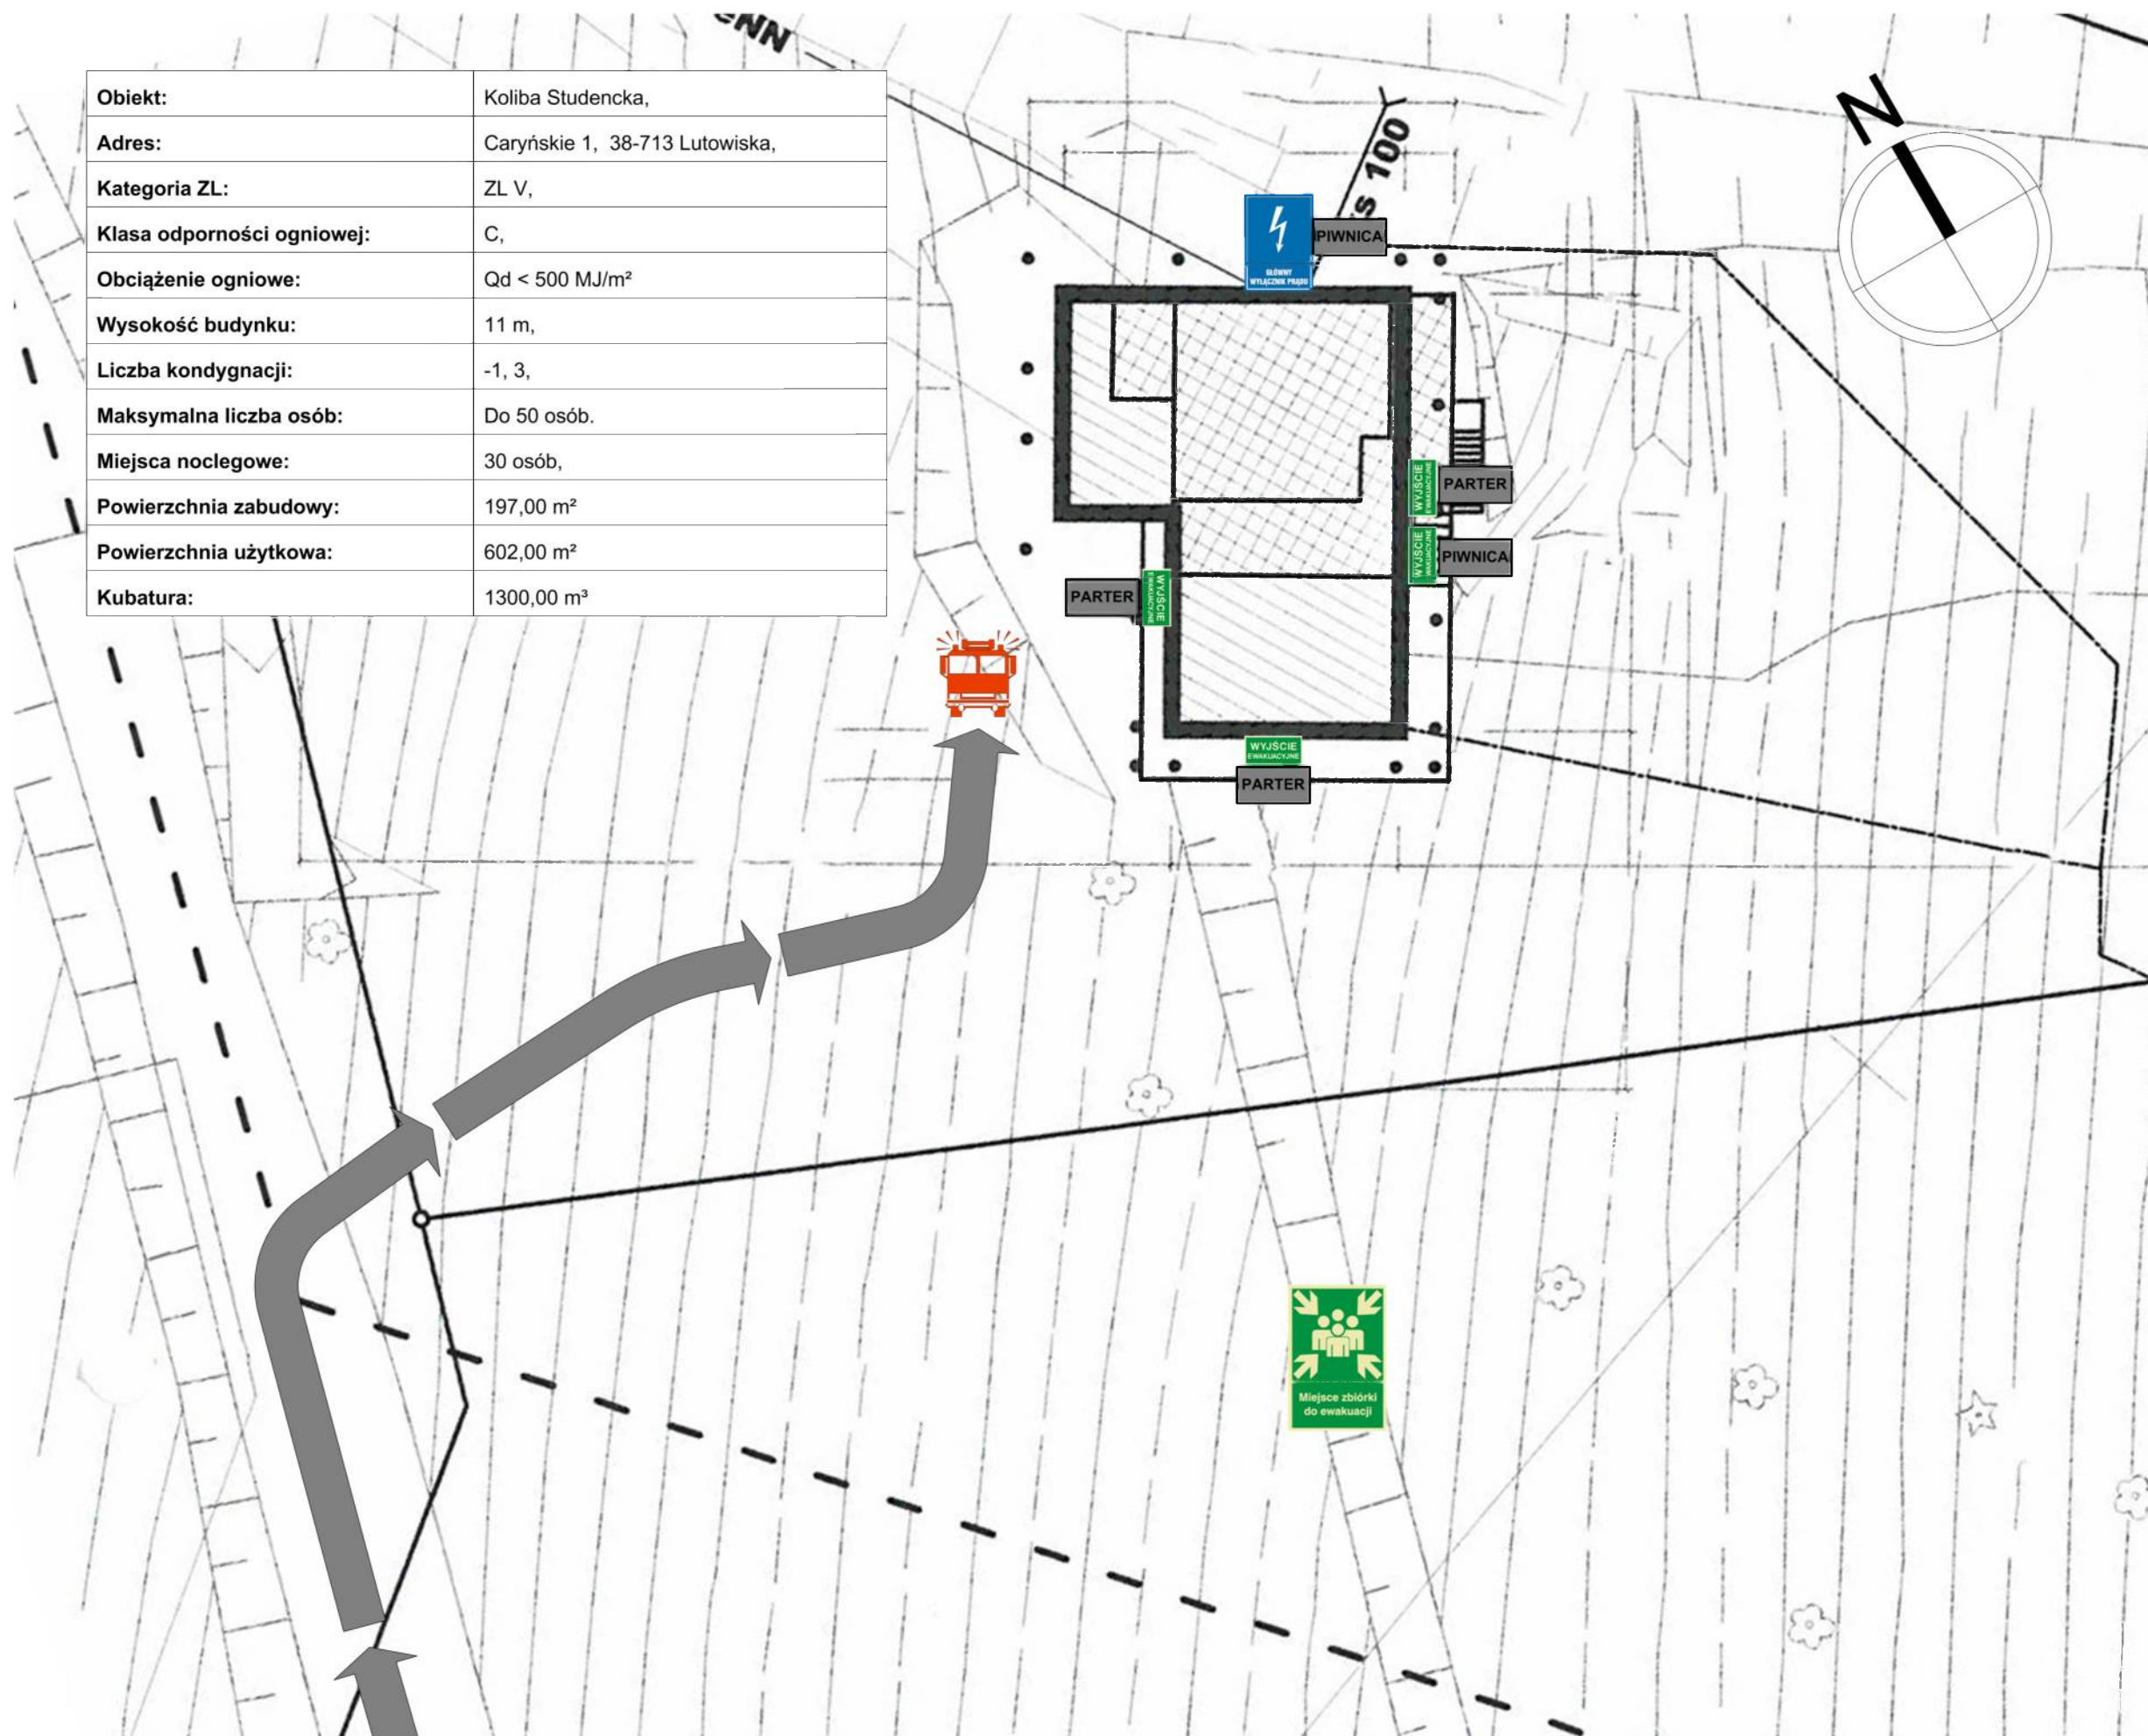 eNN
Obiekt: Koliba Studencka,
Adres: Caryńskie 1, 38-713 Lutowiska,
Kategoria ZL: ZL V,
Klasa odporności ogniowej: C,
Obciążenie ogniowe: Qd < 500 MJ/m²
Wysokość budynku: 11 m,
Liczba kondygnacji: -1, 3,
Maksymalna liczba osób: Do 50 osób.
Miejsca noclegowe: 30 osób,
Powierzchnia zabudowy: 197,00 m²
Powierzchnia użytkowa: 602,00 m²
Kubatura: 1300,00 m³
N
100
GŁÓWNY
WYŁĄCZNIK PRĄDU
PIWNICA
WYJŚCIE
EWAKUACYJNE
PARTER
WYJŚCIE
EWAKUACYJNE
PIWNICA
PARTER
WYJŚCIE
EWAKUACYJNE
WYJŚCIE
EWAKUACYJNE
PARTER
Miejsce zbiórki
do ewakuacji